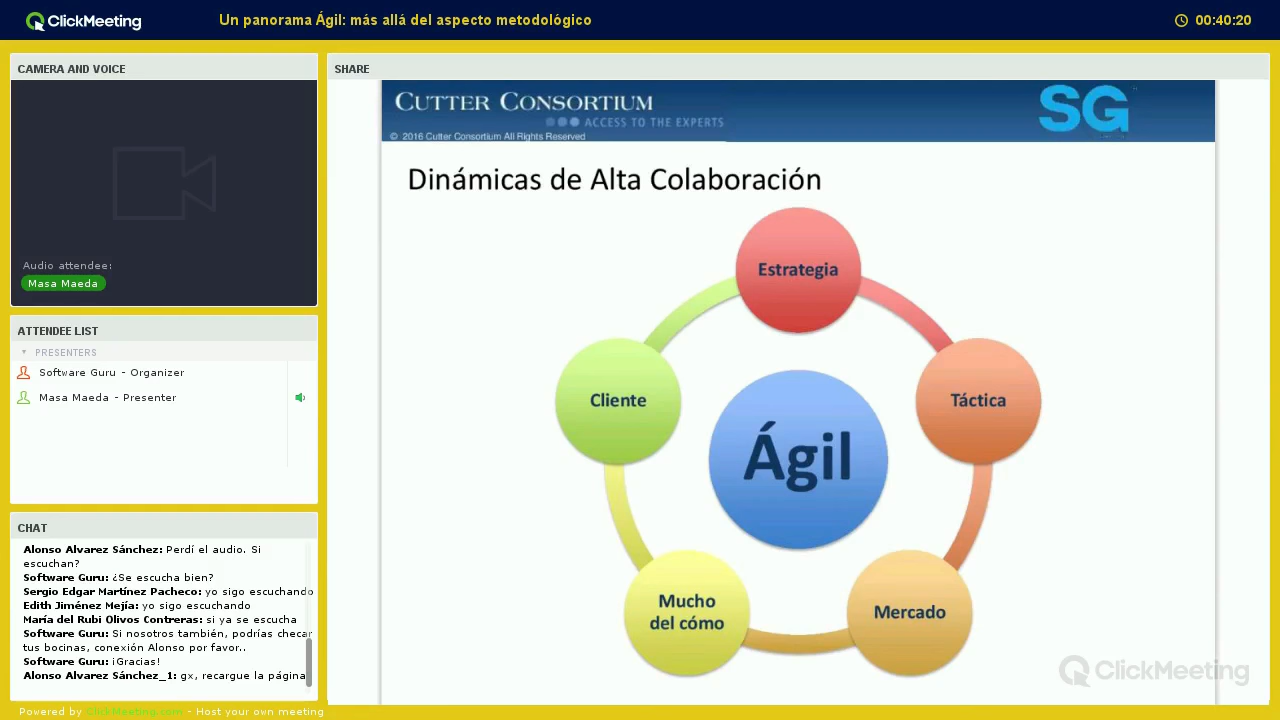 ClickMeeting
Un panorama Ágil: más allá del aspecto metodológico
00:40:20
CAMERA AND VOICE
Audio attendee:
Masa Maeda
ATTENDEE LIST
PRESENTERS
Software Guru - Organizer
Masa Maeda - Presenter
CHAT
Alonso Alvarez Sánchez: Perdí el audio. Si
escuchan?
Software Guru: ¿Se escucha bien?
Sergio Edgar Martínez Pacheco: yo sigo escuchando
Edith Jiménez Mejía: yo sigo escuchando
María del Rubi Olivos Contreras: si ya se escucha
Software Guru: Si nosotros también, podrías checar
tus bocinas, conexión Alonso por favor..
Software Guru: ¡Gracias!
Alonso Alvarez Sánchez_1: gx, recargue la página
Powered by ClickMeeting.com - Host your own meeting
SHARE
CUTTER CONSORTIUM
ACCESS TO THE EXPERTS
© 2016 Cutter Consortium All Rights Reserved
SG
Dinámicas de Alta Colaboración
Estrategia
Cliente
Táctica
Ágil
Mucho
del cómo
Mercado
ClickMeeting